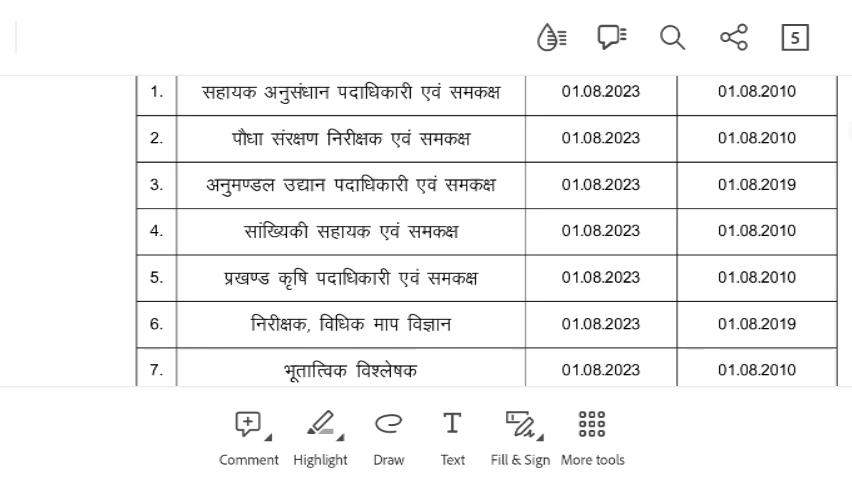 5
1. सहायक अनुसंधान पदाधिकारी एवं समकक्ष 01.08.2023 01.08.2010
2. पौधा संरक्षण निरीक्षक एवं समकक्ष 01.08.2023 01.08.2010
3. अनुमण्डल उद्यान पदाधिकारी एवं समकक्ष 01.08.2023 01.08.2019
4. सांख्यिकी सहायक एवं समकक्ष 01.08.2023 01.08.2010
5. प्रखण्ड कृषि पदाधिकारी एवं समकक्ष 01.08.2023 01.08.2010
6. निरीक्षक, विधिक माप विज्ञान 01.08.2023 01.08.2019
7. भूतात्विक विश्लेषक 01.08.2023 01.08.2010
Comment Highlight Draw Text Fill & Sign More tools